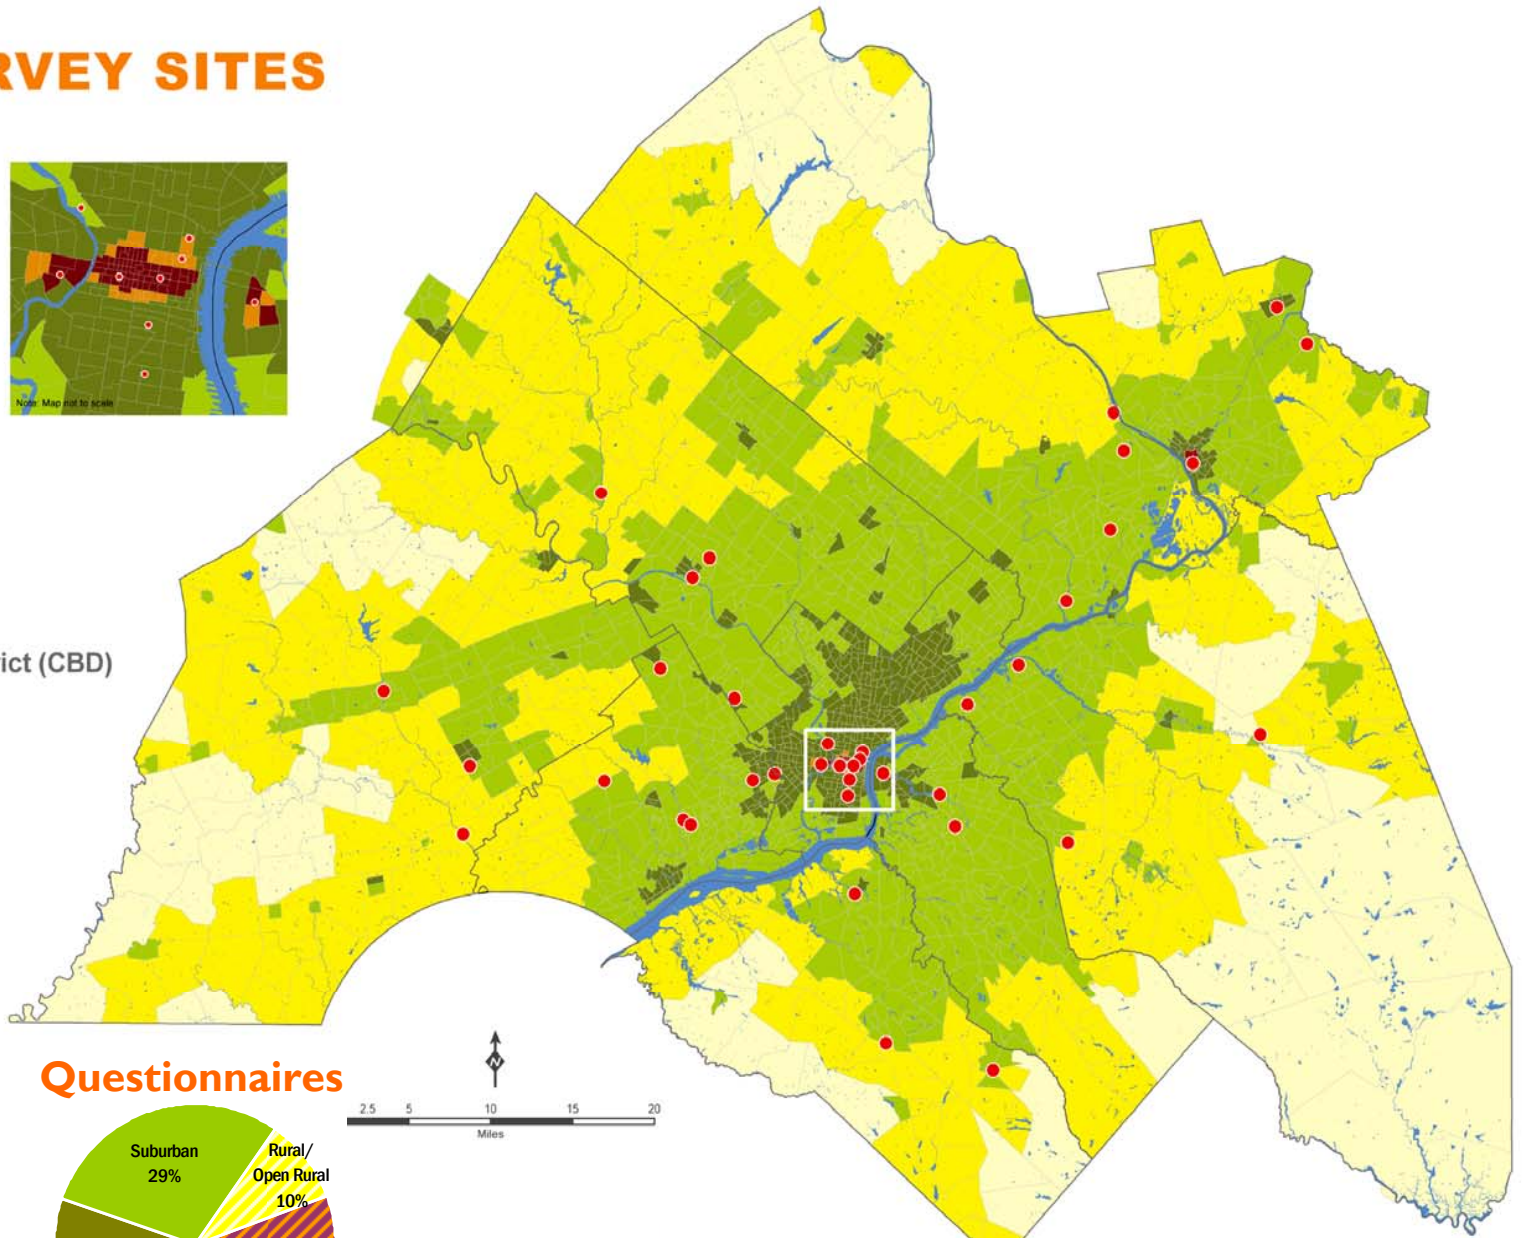 RVEY SITES
Note: Map not to scale
ict (CBD)
N
Questionnaires
2.5 5 10 15 20
Miles
Suburban
29%
Rural/
Open Rural
10%